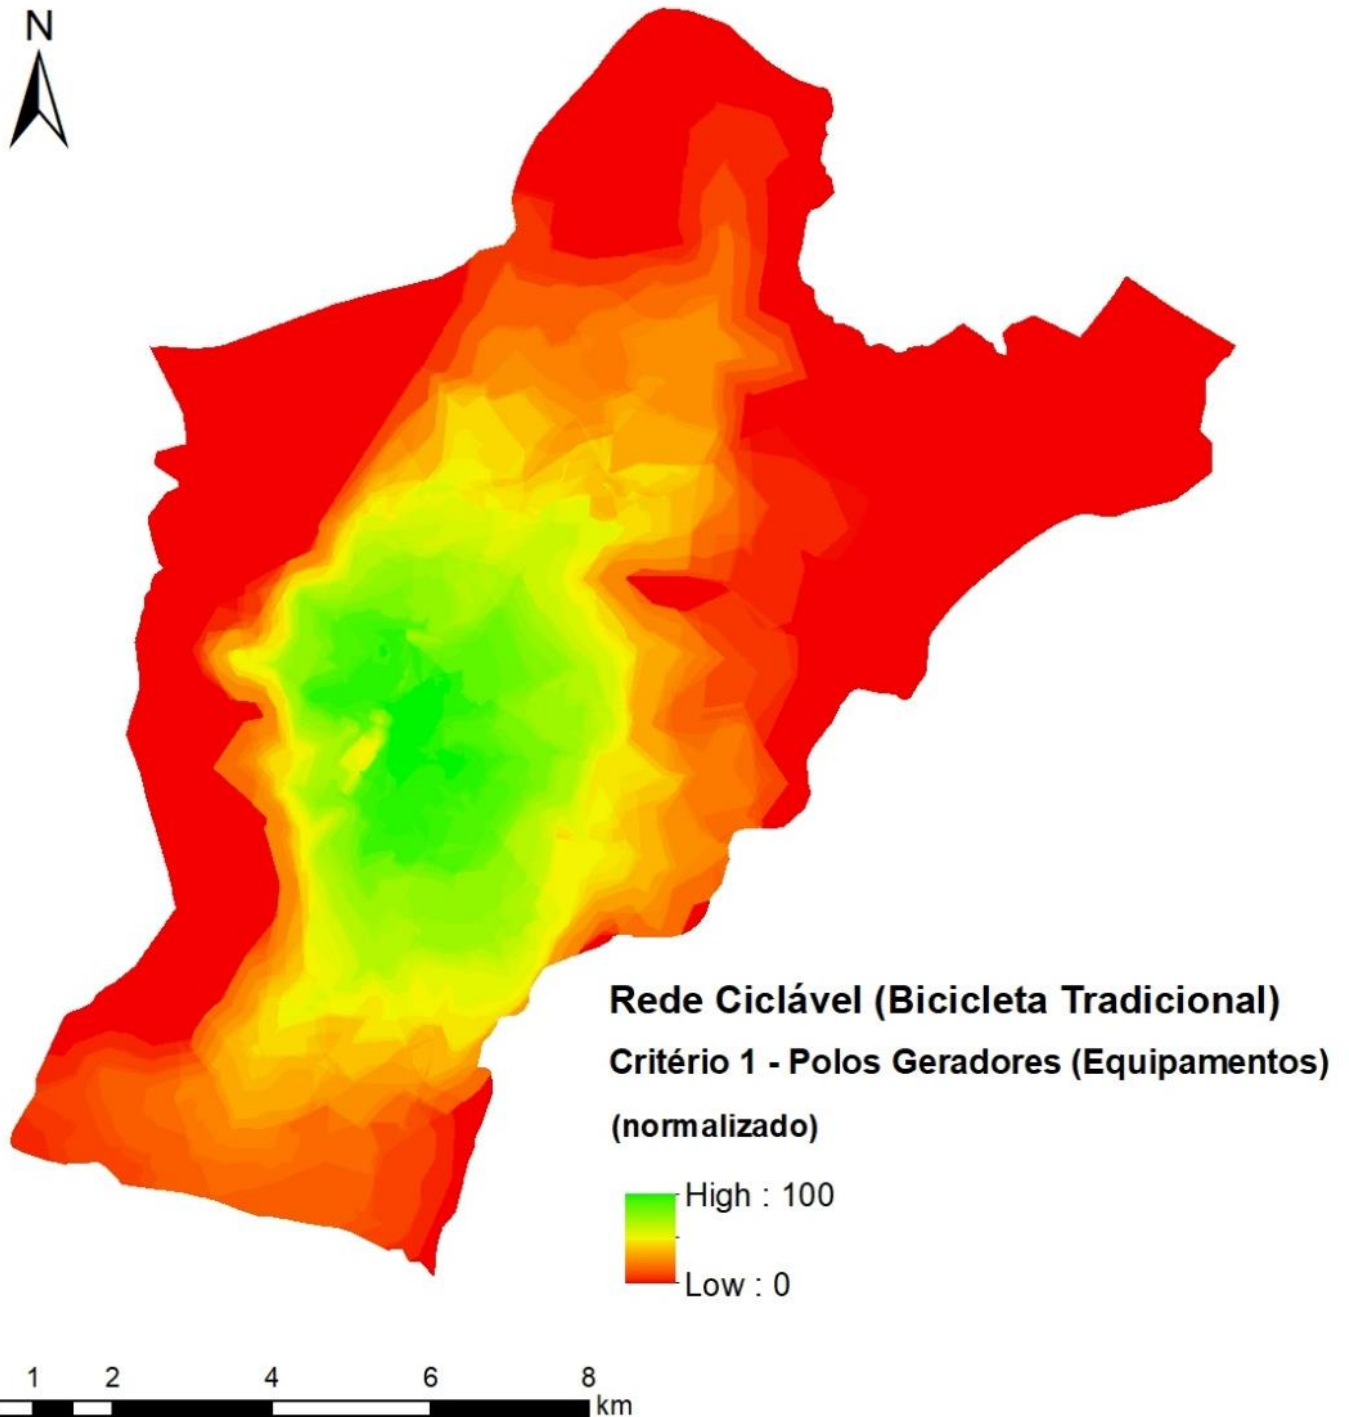 N
Rede Ciclável (Bicicleta Tradicional)
Critério 1 - Polos Geradores (Equipamentos)
(normalizado)
High : 100
Low : 0
1 2 4 6 8
km